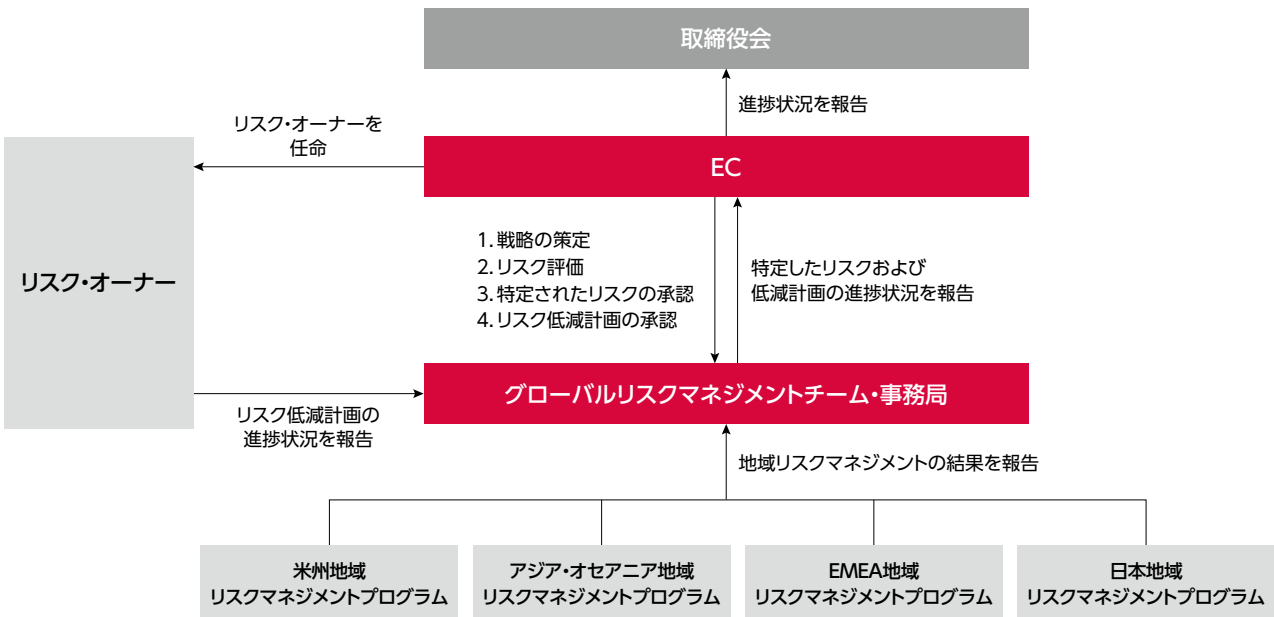 取締役会
進捗状況を報告
リスク・オーナーを
任命
EC
リスク・オーナー
1. 戦略の策定
2. リスク評価
3. 特定されたリスクの承認
4. リスク低減計画の承認
特定したリスクおよび
低減計画の進捗状況を報告
グローバルリスクマネジメントチーム・事務局
リスク低減計画の
進捗状況を報告
地域リスクマネジメントの結果を報告
米州地域
リスクマネジメントプログラム
アジア・オセアニア地域
リスクマネジメントプログラム
EMEA地域
リスクマネジメントプログラム
日本地域
リスクマネジメントプログラム